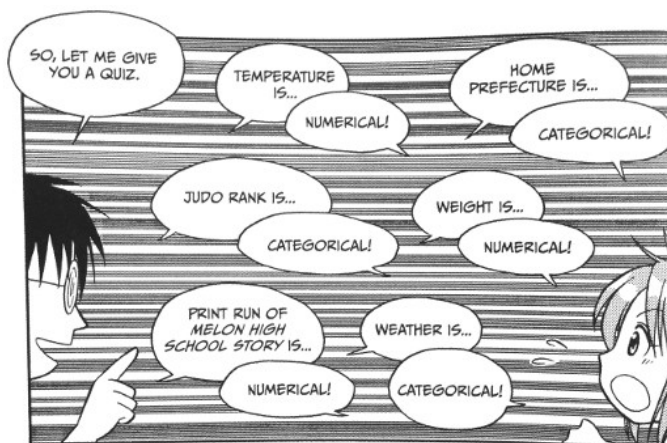 SO, LET ME GIVE
YOU A QUIZ.
TEMPERATURE
IS...
NUMERICAL!
HOME
PREFECTURE IS...
CATEGORICAL!
JUDO RANK IS...
CATEGORICAL!
WEIGHT IS...
NUMERICAL!
PRINT RUN OF
MELON HIGH
SCHOOL STORY IS...
NUMERICAL!
WEATHER IS...
CATEGORICAL!